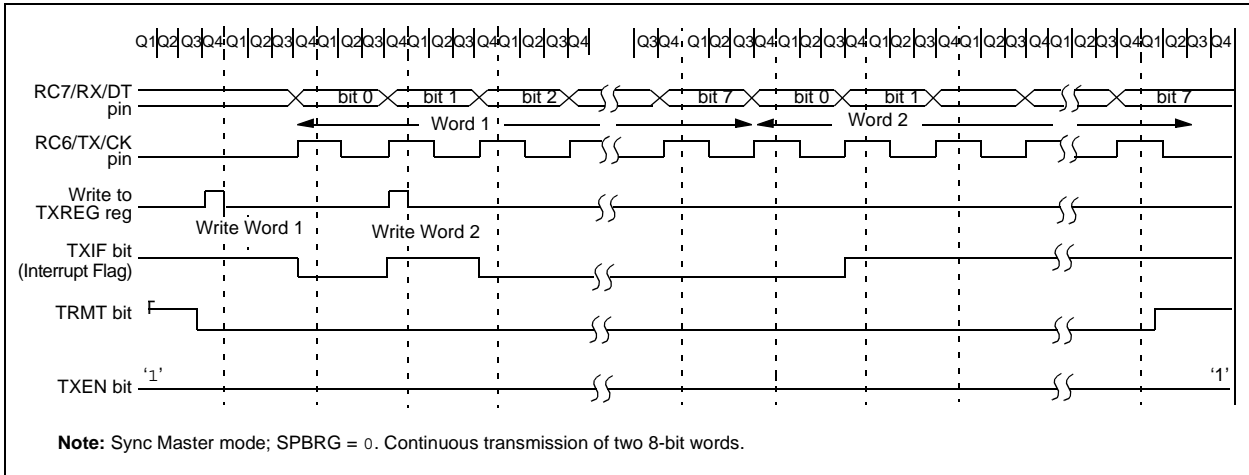 Q1 Q2 Q3 Q4 Q1 Q2 Q3 Q4 Q1 Q2 Q3 Q4 Q1 Q2 Q3 Q4 Q1 Q2 Q3 Q4 Q3 Q4 Q1 Q2 Q3 Q4 Q1 Q2 Q3 Q4 Q1 Q2 Q3 Q4 Q1 Q2 Q3 Q4 Q1 Q2 Q3 Q4 Q1 Q2 Q3 Q4
RC7/RX/DT
pin
bit 0 bit 1 bit 2 bit 7 bit 0 bit 1 bit 7
Word 1 Word 2
RC6/TX/CK
pin
Write to
TXREG reg
Write Word 1 Write Word 2
TXIF bit
(Interrupt Flag)
TRMT bit
TXEN bit '1' '1'
Note: Sync Master mode; SPBRG = 0. Continuous transmission of two 8-bit words.